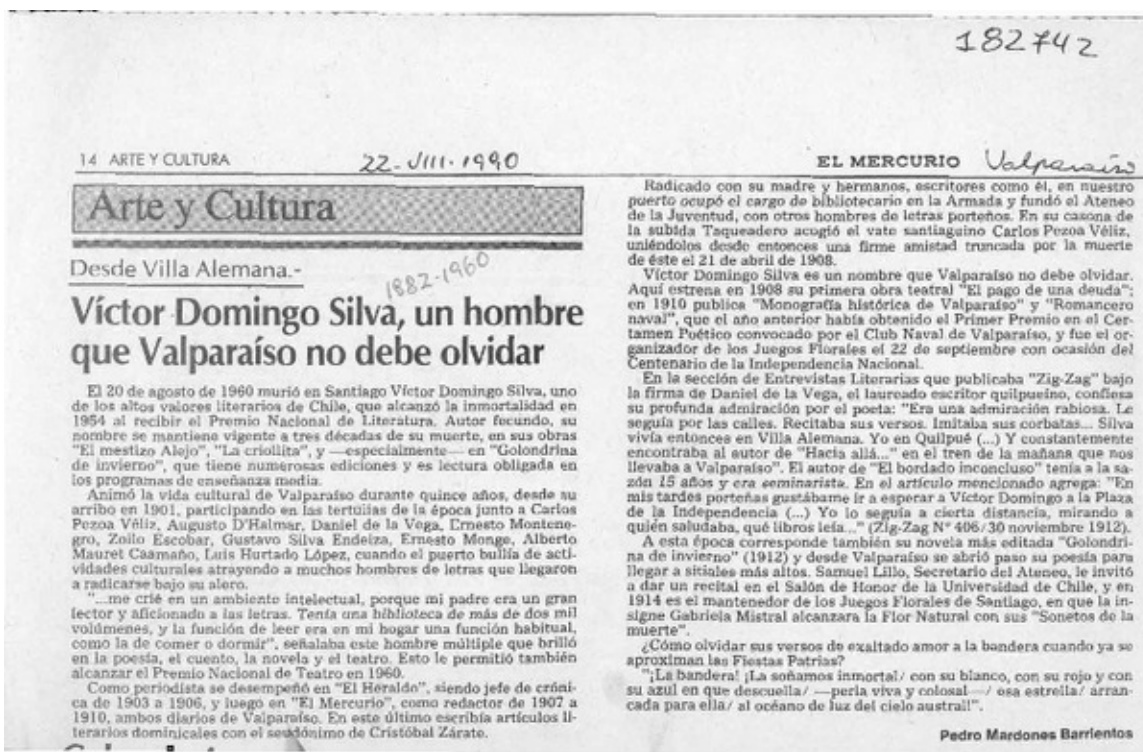 182742
14 ARTE Y CULTURA
22-VIII-1990
EL MERCURIO Valparaíso
Arte y Cultura
Desde Villa Alemana.-
1882-1960
Víctor Domingo Silva, un hombre
que Valparaíso no debe olvidar
El 20 de agosto de 1960 murió en Santiago Víctor Domingo Silva, uno
de los altos valores literarios de Chile, que alcanzó la inmortalidad en
1954 al recibir el Premio Nacional de Literatura. Autor fecundo, su
nombre se mantiene vigente a tres décadas de su muerte, en sus obras
"El mestizo Alejo", "La criollita", y —especialmente— en "Golondrina
de invierno", que tiene numerosas ediciones y es lectura obligada en
los programas de enseñanza media.
Animó la vida cultural de Valparaíso durante quince años, desde su
arribo en 1901, participando en las tertulias de la época junto a Carlos
Pezoa Véliz, Augusto D'Halmar, Daniel de la Vega, Ernesto Montene-
gro, Zoilo Escobar, Gustavo Silva Endeiza, Ernesto Monge, Alberto
Mauret Caamaño, Luis Hurtado López, cuando el puerto bullía de acti-
vidades culturales atrayendo a muchos hombres de letras que llegaron
a radicarse bajo su alero.
"...me crié en un ambiente intelectual, porque mi padre era un gran
lector y aficionado a las letras. Tenía una biblioteca de más de dos mil
volúmenes, y la función de leer era en mi hogar una función habitual,
como la de comer o dormir", señalaba este hombre múltiple que brilló
en la poesía, el cuento, la novela y el teatro. Esto le permitió también
alcanzar el Premio Nacional de Teatro en 1960.
Como periodista se desempeñó en "El Heraldo", siendo jefe de cróni-
ca de 1903 a 1906, y luego en "El Mercurio", como redactor de 1907 a
1910, ambos diarios de Valparaíso. En este último escribía artículos li-
terarios dominicales con el seudónimo de Cristóbal Zárate.
Radicado con su madre y hermanos, escritores como él, en nuestro
puerto ocupó el cargo de bibliotecario en la Armada y fundó el Ateneo
de la Juventud, con otros hombres de letras porteños. En su casona de
la subida Taqueadero acogió el vate santiaguino Carlos Pezoa Véliz,
uniéndolos desde entonces una firme amistad truncada por la muerte
de éste el 21 de abril de 1908.
Víctor Domingo Silva es un nombre que Valparaíso no debe olvidar.
Aquí estrena en 1908 su primera obra teatral "El pago de una deuda";
en 1910 publica "Monografía histórica de Valparaíso" y "Romancero
naval", que el año anterior había obtenido el Primer Premio en el Cer-
tamen Poético convocado por el Club Naval de Valparaíso, y fue el or-
ganizador de los Juegos Florales el 22 de septiembre con ocasión del
Centenario de la Independencia Nacional.
En la sección de Entrevistas Literarias que publicaba "Zig-Zag" bajo
la firma de Daniel de la Vega, el laureado escritor quilpueino, confiesa
su profunda admiración por el poeta: "Era una admiración rabiosa. Le
seguía por las calles. Recitaba sus versos. Imitaba sus corbatas... Silva
vivía entonces en Villa Alemana. Yo en Quilpué (...) Y constantemente
encontraba al autor de "Hacia allá..." en el tren de la mañana que nos
llevaba a Valparaíso". El autor de "El bordado inconcluso" tenía a la sa-
zón 15 años y era seminarista. En el artículo mencionado agrega: "En
mis tardes porteñas gustábame ir a esperar a Víctor Domingo a la Plaza
de la Independencia (...) Yo lo seguía a cierta distancia, mirando a
quién saludaba, qué libros leía..." (Zig-Zag N° 406/30 noviembre 1912).
A esta época corresponde también su novela más editada "Golondri-
na de invierno" (1912) y desde Valparaíso se abrió paso su poesía para
llegar a sitiales más altos. Samuel Lillo, Secretario del Ateneo, le invitó
a dar un recital en el Salón de Honor de la Universidad de Chile, y en
1914 es el mantenedor de los Juegos Florales de Santiago, en que la in-
signe Gabriela Mistral alcanzara la Flor Natural con sus "Sonetos de la
muerte".
¿Cómo olvidar sus versos de exaltado amor a la bandera cuando ya se
aproximan las Fiestas Patrias?
"¡La bandera! ¡La soñamos inmortal/ con su blanco, con su rojo y con
su azul en que descuella/ —perla viva y colosal—/ esa estrella/ arran-
cada para ella/ al océano de luz del cielo austral!".
Pedro Mardones Barrientos